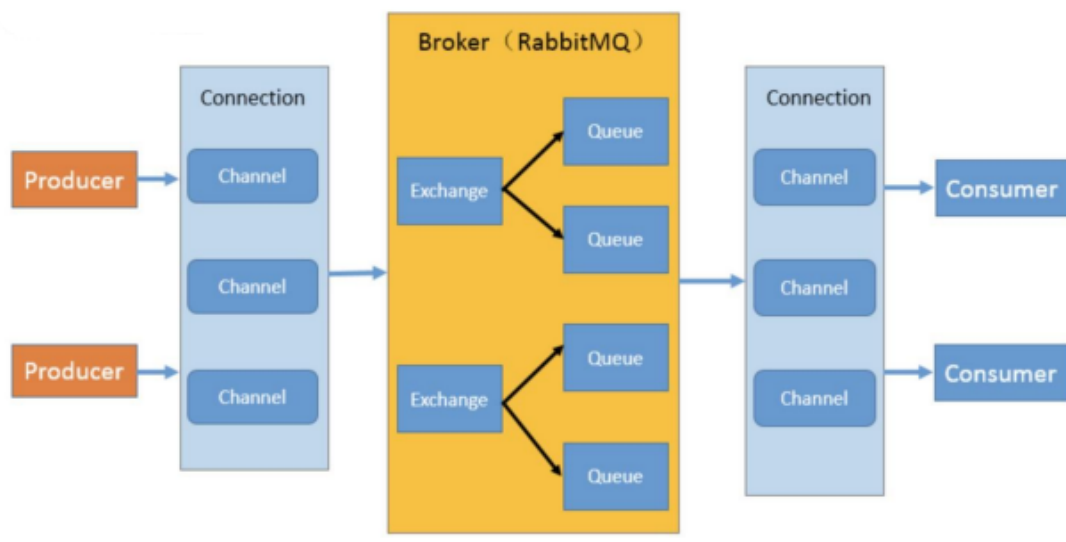 Broker（RabbitMQ）
Connection
Connection
Producer
Producer
Channel
Channel
Channel
Exchange
Queue
Queue
Exchange
Queue
Queue
Channel
Channel
Channel
Consumer
Consumer